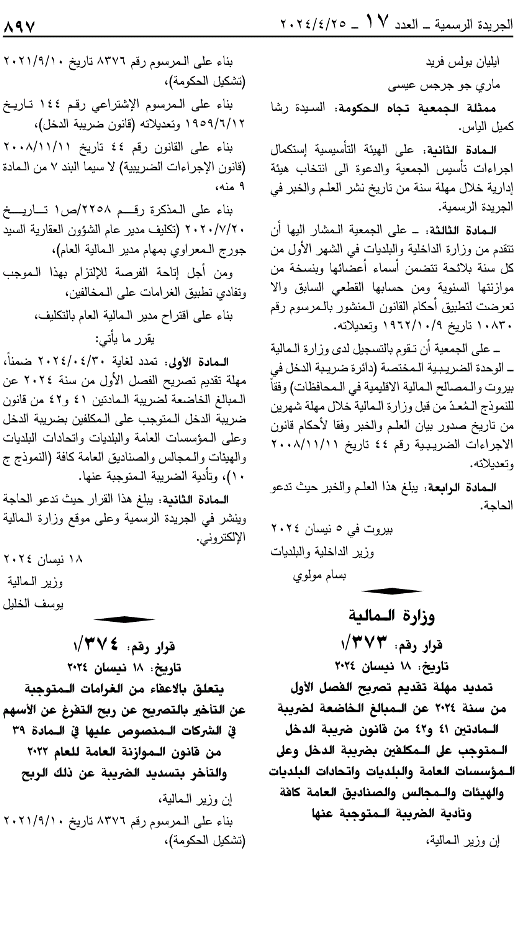 الجريدة الرسمية ــ العدد ١٧ ــ ٢٠٢٤/٤/٢٥
٨٩٧
ايليان بولس فريد
ماري جو جرجس عيسى
ممثلة الجمعية تجاه الحكومة: السيدة رشا
كميل الياس.
المادة الثانية: على الهيئة التأسيسية إستكمال
اجراءات تأسيس الجمعية والدعوة الى انتخاب هيئة
إدارية خلال مهلة سنة من تاريخ نشر العلم والخبر في
الجريدة الرسمية.
المادة الثالثة: ــ على الجمعية المشار اليها أن
تتقدم من وزارة الداخلية والبلديات في الشهر الأول من
كل سنة بلائحة تتضمن أسماء أعضائها وبنسخة من
موازنتها السنوية ومن حسابها القطعي السابق والا
تعرضت لتطبيق أحكام القانون المنشور بالمرسوم رقم
١٠٨٣٠ تاريخ ١٩٦٢/١٠/٩ وتعديلاته.
ــ على الجمعية أن تقوم بالتسجيل لدى وزارة المالية
ــ الوحدة الضريبية المختصة (دائرة ضريبة الدخل في
بيروت والمصالح المالية الاقليمية في المحافظات) وفقاً
للنموذج المُعدّ من قبل وزارة المالية خلال مهلة شهرين
من تاريخ صدور بيان العلم والخبر وفقا لأحكام قانون
الاجراءات الضريبية رقم ٤٤ تاريخ ٢٠٠٨/١١/١١
وتعديلاته.
المادة الرابعة: يبلغ هذا العلم والخبر حيث تدعو
الحاجة.
بيروت في ٥ نيسان ٢٠٢٤
وزير الداخلية والبلديات
بسام مولوي
وزارة المالية
قرار رقم: ١/٣٧٣
تاريخ: ١٨ نيسان ٢٠٢٤
تمديد مهلة تقديم تصريح الفصل الأول
من سنة ٢٠٢٤ عن المبالغ الخاضعة لضريبة
المادتين ٤١ و٤٢ من قانون ضريبة الدخل
المتوجب على المكلفين بضريبة الدخل وعلى
المؤسسات العامة والبلديات واتحادات البلديات
والهيئات والمجالس والصناديق العامة كافة
وتأدية الضريبة المتوجبة عنها
إن وزير المالية،
بناء على المرسوم رقم ٨٣٧٦ تاريخ ٢٠٢١/٩/١٠
(تشكيل الحكومة)،
بناء على المرسوم الإشتراعي رقم ١٤٤ تاريخ
١٩٥٩/٦/١٢ وتعديلاته (قانون ضريبة الدخل)،
بناء على القانون رقم ٤٤ تاريخ ٢٠٠٨/١١/١١
(قانون الإجراءات الضريبية) لا سيما البند ٧ من المادة
٩ منه،
بناء على المذكرة رقم ٢٢٥٨/ص١ تاريخ
٢٠٢٠/٧/٢٠ (تكليف مدير عام الشؤون العقارية السيد
جورج المعراوي بمهام مدير المالية العام)،
ومن أجل إتاحة الفرصة للإلتزام بهذا الموجب
وتفادي تطبيق الغرامات على المخالفين،
بناء على اقتراح مدير المالية العام بالتكليف،
يقرر ما يأتي:
المادة الأولى: تمدد لغاية ٢٠٢٤/٠٤/٣٠ ضمناً،
مهلة تقديم تصريح الفصل الأول من سنة ٢٠٢٤ عن
المبالغ الخاضعة لضريبة المادتين ٤١ و٤٢ من قانون
ضريبة الدخل المتوجب على المكلفين بضريبة الدخل
وعلى المؤسسات العامة والبلديات واتحادات البلديات
والهيئات والمجالس والصناديق العامة كافة (النموذج ج
١٠)، وتأدية الضريبة المتوجبة عنها.
المادة الثانية: يبلغ هذا القرار حيث تدعو الحاجة
وينشر في الجريدة الرسمية وعلى موقع وزارة المالية
الإلكتروني.
١٨ نيسان ٢٠٢٤
وزير المالية
يوسف الخليل
قرار رقم: ١/٣٧٤
تاريخ: ١٨ نيسان ٢٠٢٤
يتعلق بالاعفاء من الغرامات المتوجبة
عن التأخير بالتصريح عن ربح التفرغ عن الأسهم
في الشركات المنصوص عليها في المادة ٣٩
من قانون الموازنة العامة للعام ٢٠٢٢
والتأخر بتسديد الضريبة عن ذلك الربح
إن وزير المالية،
بناء على المرسوم رقم ٨٣٧٦ تاريخ ٢٠٢١/٩/١٠
(تشكيل الحكومة)،